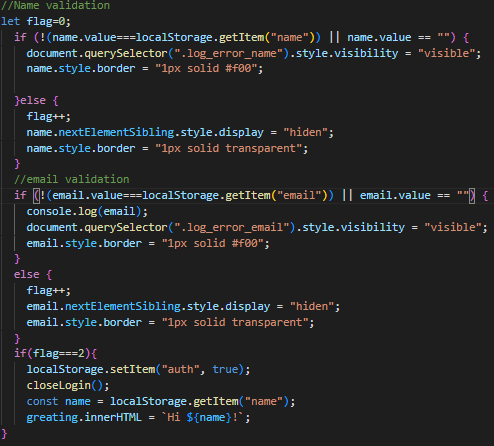 //Name validation
let flag=0;
if (!(name.value===localStorage.getItem("name")) || name.value == "") {
document.querySelector(".log_error_name").style.visibility = "visible";
name.style.border = "1px solid #f00";
}else {
flag++;
name.nextElementSibling.style.display = "hiden";
name.style.border = "1px solid transparent";
}
//email validation
if (!(email.value===localStorage.getItem("email")) || email.value == "") {
console.log(email);
document.querySelector(".log_error_email").style.visibility = "visible";
email.style.border = "1px solid #f00";
}
else {
flag++;
email.nextElementSibling.style.display = "hiden";
email.style.border = "1px solid transparent";
}
if(flag===2){
localStorage.setItem("auth", true);
closeLogin();
const name = localStorage.getItem("name");
greating.innerHTML = `Hi ${name}!`;
}